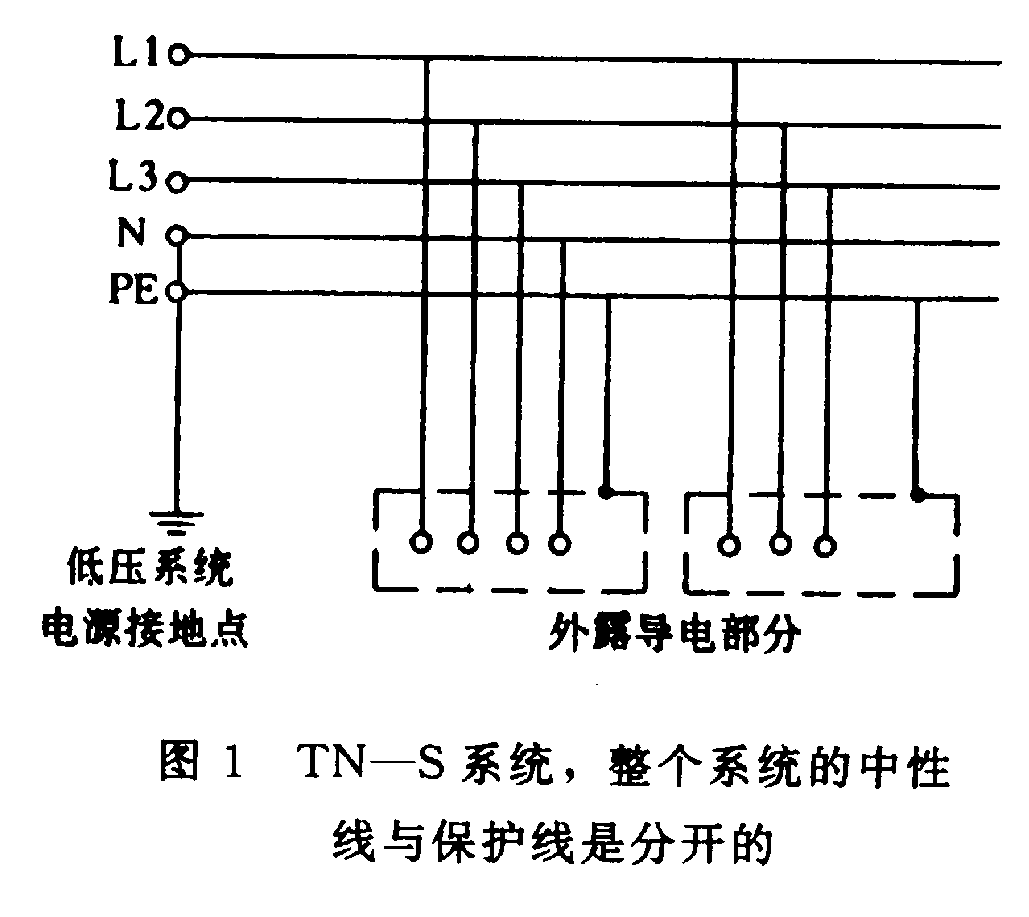 L1
L2
L3
N
PE
低压系统
电源接地点
外露导电部分
图 1 TN—S 系统，整个系统的中性
线与保护线是分开的